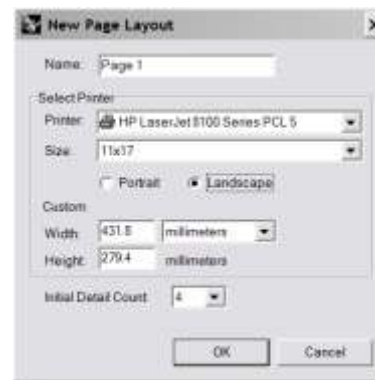 New Page Layout
Name: Page 1
Select Printer
Printer: HP LaserJet 8100 Series PCL 5
Size: 11x17
Portrait Landscape
Custom
Width: 431.8 millimeters
Height: 279.4 millimeters
Initial Detail Count: 4
OK Cancel